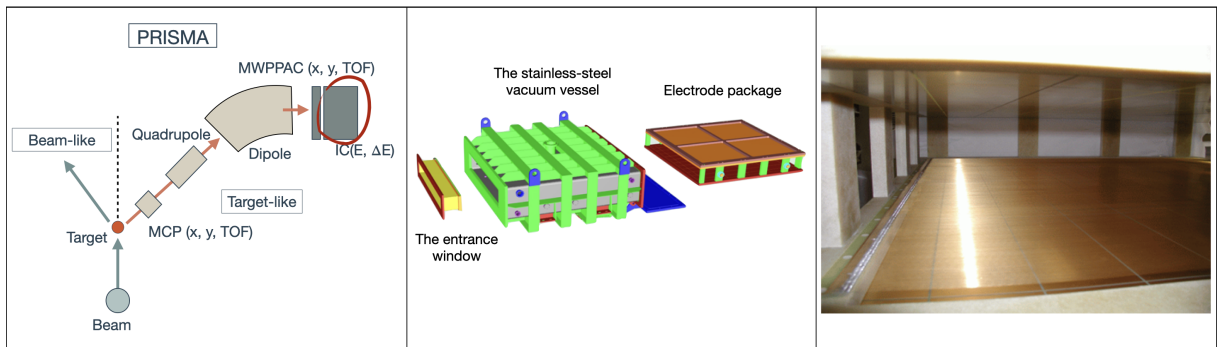 PRISMA
MWPPAC (x, y, TOF)
Quadrupole
Beam-like
Dipole
IC(E, ΔE)
Target-like
Target
MCP (x, y, TOF)
Beam
The stainless-steel
vacuum vessel
Electrode package
The entrance
window